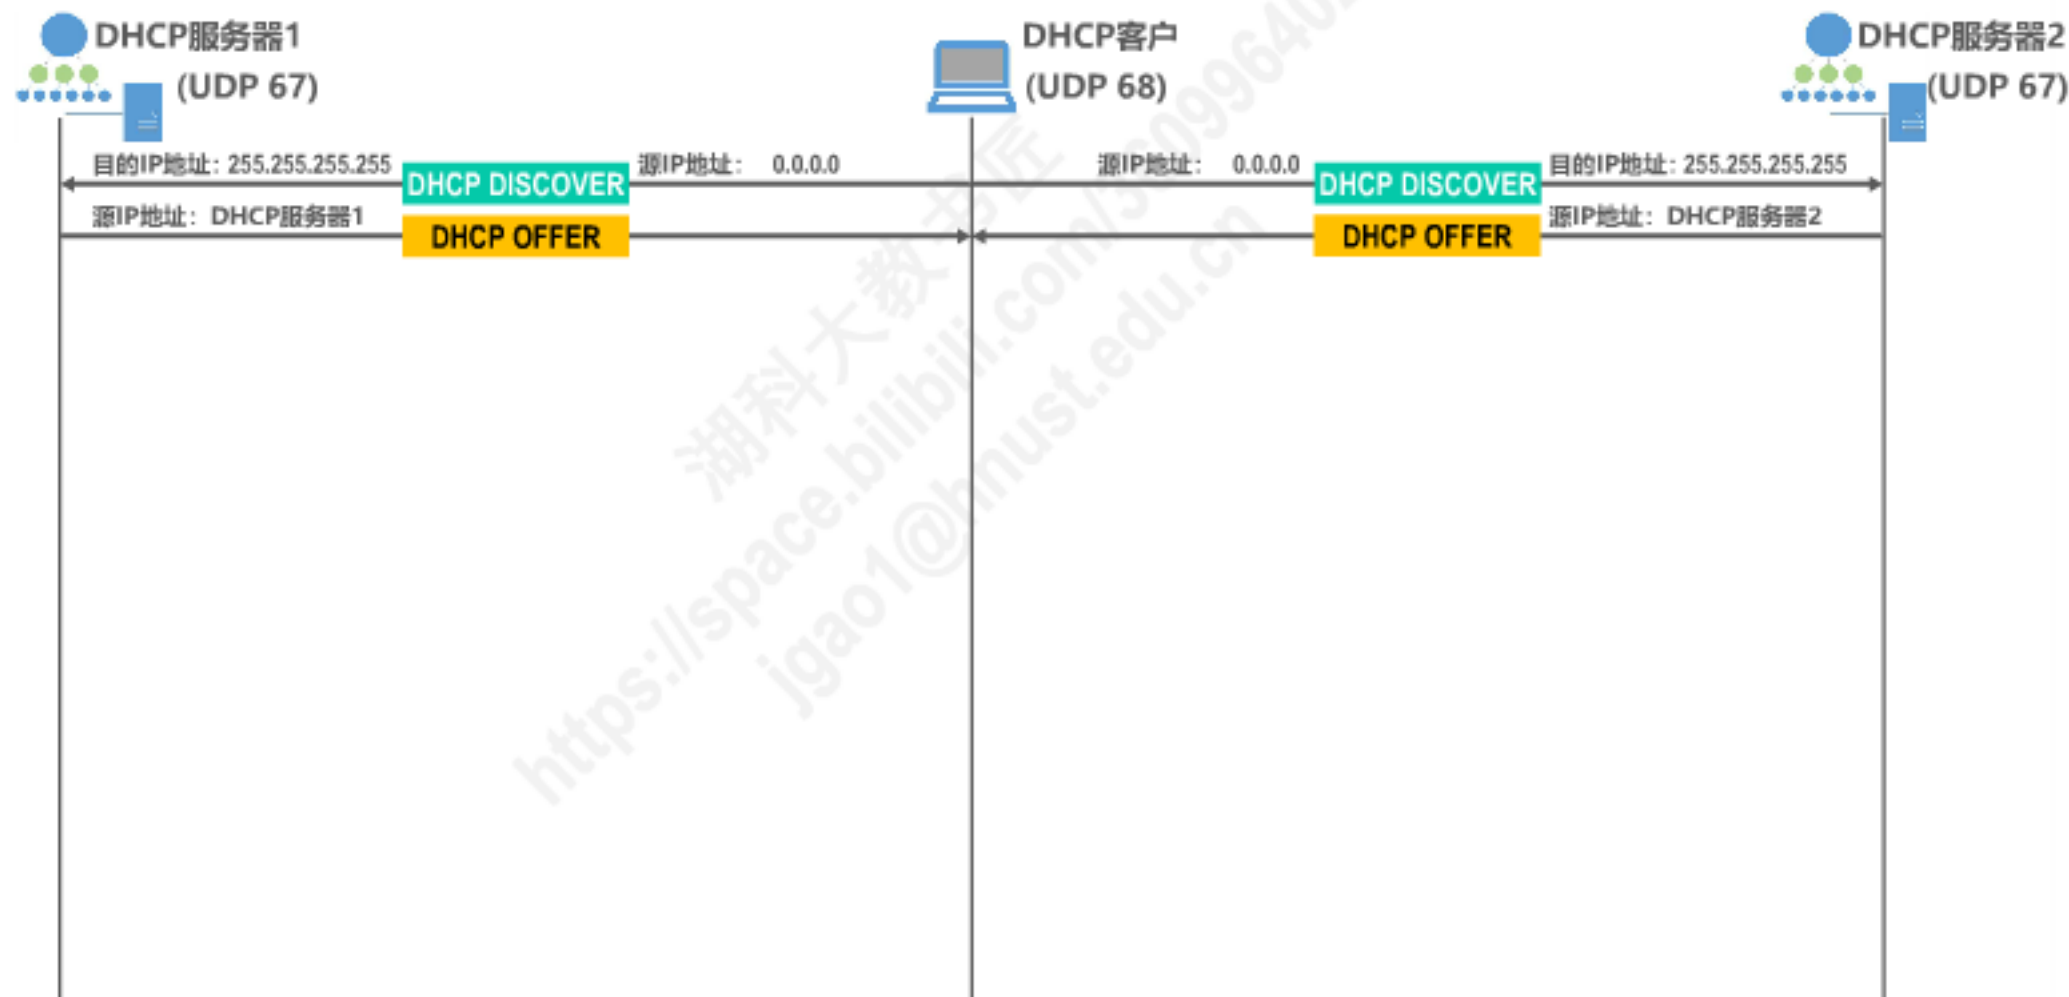 DHCP服务器1
(UDP 67)
DHCP客户
(UDP 68)
DHCP服务器2
(UDP 67)
目的IP地址: 255.255.255.255
DHCP DISCOVER
源IP地址: 0.0.0.0
源IP地址: 0.0.0.0
DHCP DISCOVER
目的IP地址: 255.255.255.255
源IP地址: DHCP服务器1
DHCP OFFER
DHCP OFFER
源IP地址: DHCP服务器2
湖科大教书匠
https://space.bilibili.com/
jgao1@hnust.edu.cn